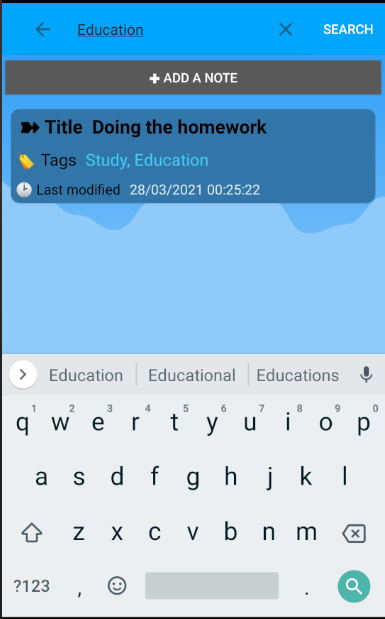 Education SEARCH
ADD A NOTE
Title Doing the homework
Tags Study, Education
Last modified 28/03/2021 00:25:22
Education Educational Educations
1 2 3 4 5 6 7 8 9 0
q w e r t y u i o p
a s d f g h j k l
z x c v b n m
?123 , .